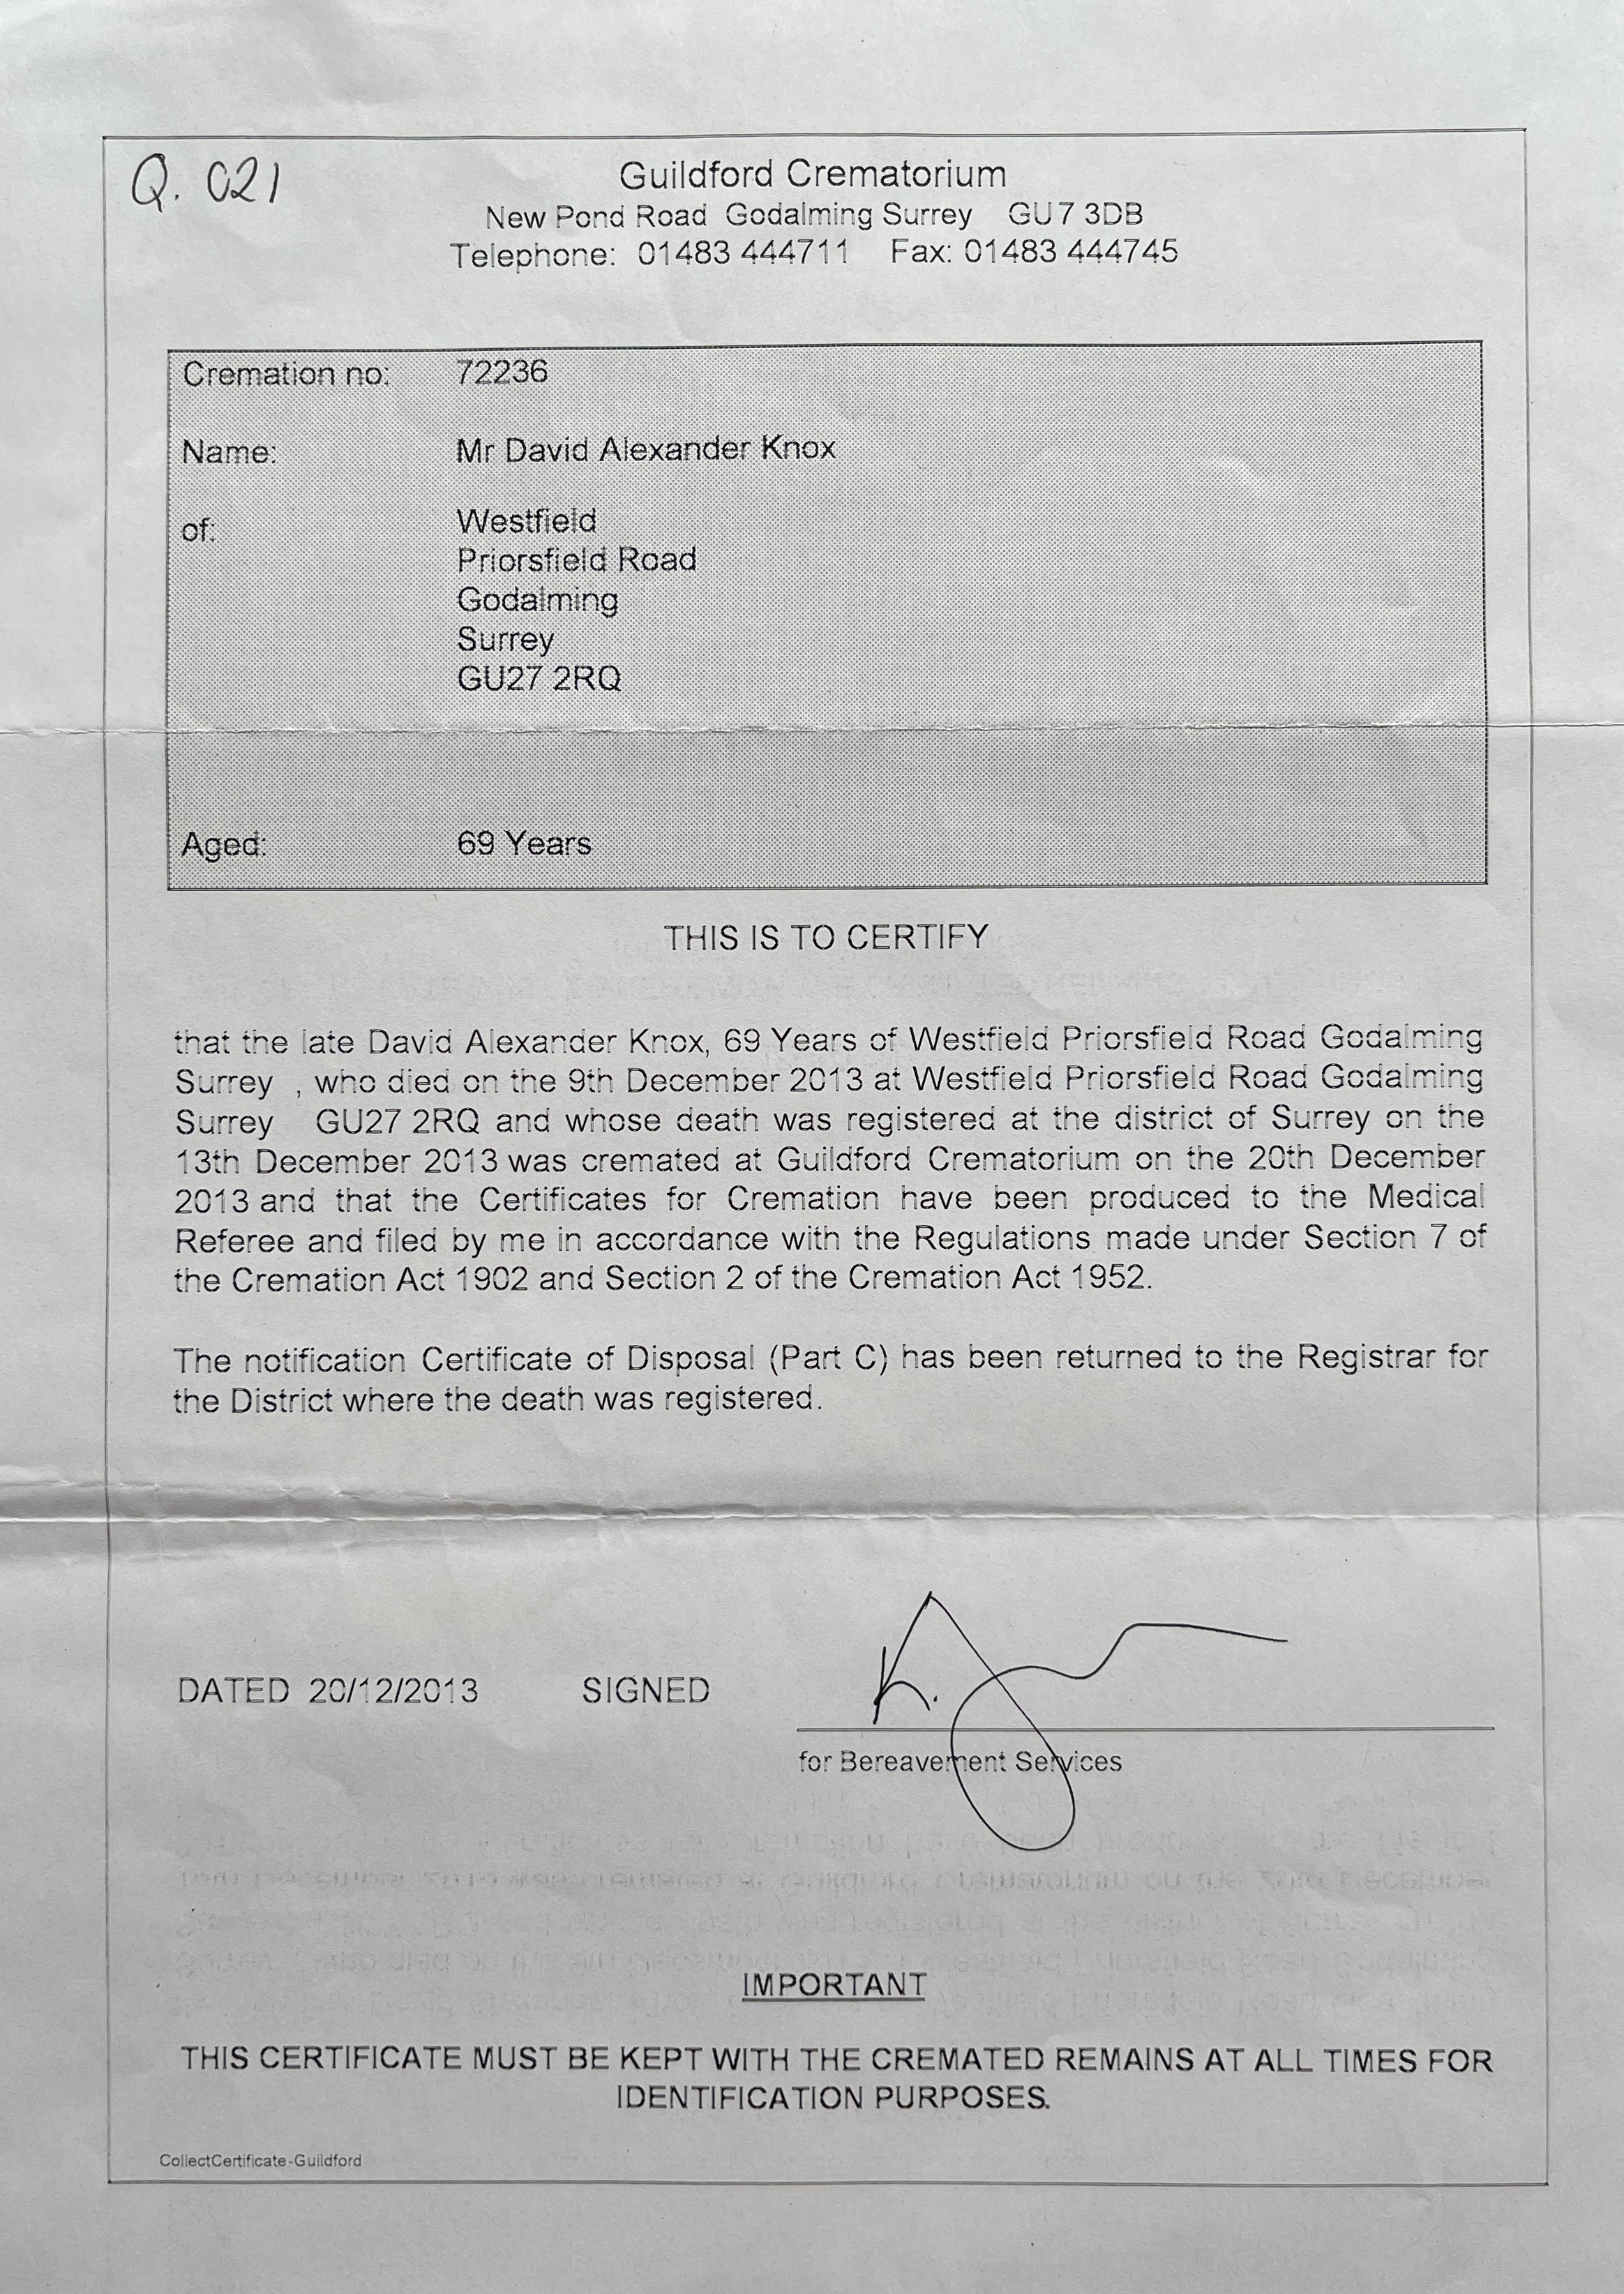 Q. 021
Guildford Crematorium
New Pond Road Godalming Surrey GU7 3DB
Telephone: 01483 444711 Fax: 01483 444745
Cremation no: 72236
Name: Mr David Alexander Knox
of: Westfield
Priorsfield Road
Godalming
Surrey
GU27 2RQ
Aged: 69 Years
THIS IS TO CERTIFY
that the late David Alexander Knox, 69 Years of Westfield Priorsfield Road Godalming
Surrey , who died on the 9th December 2013 at Westfield Priorsfield Road Godalming
Surrey GU27 2RQ and whose death was registered at the district of Surrey on the
13th December 2013 was cremated at Guildford Crematorium on the 20th December
2013 and that the Certificates for Cremation have been produced to the Medical
Referee and filed by me in accordance with the Regulations made under Section 7 of
the Cremation Act 1902 and Section 2 of the Cremation Act 1952.
The notification Certificate of Disposal (Part C) has been returned to the Registrar for
the District where the death was registered.
DATED 20/12/2013 SIGNED
for Bereavement Services
IMPORTANT
THIS CERTIFICATE MUST BE KEPT WITH THE CREMATED REMAINS AT ALL TIMES FOR
IDENTIFICATION PURPOSES.
CollectCertificate-Guildford